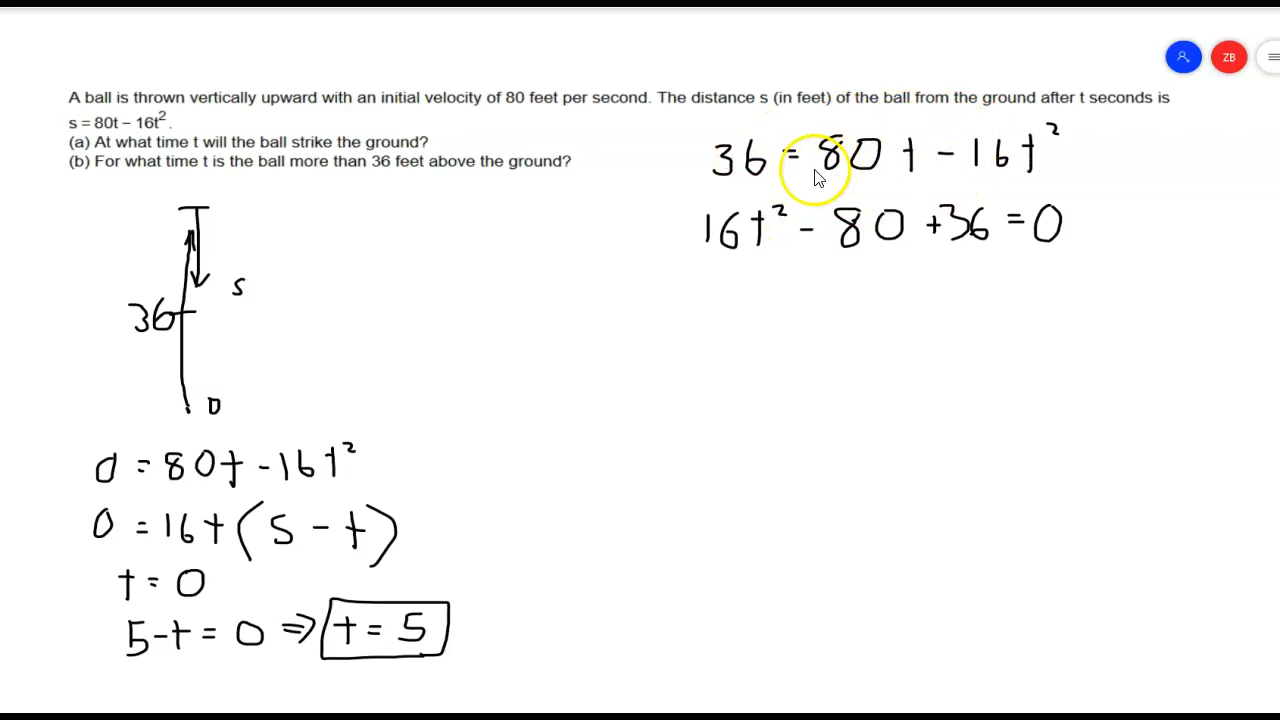 ZB
A ball is thrown vertically upward with an initial velocity of 80 feet per second. The distance s (in feet) of the ball from the ground after t seconds is
s = 80t – 16t².
(a) At what time t will the ball strike the ground?
(b) For what time t is the ball more than 36 feet above the ground?
36 = 80t - 16t²
16t² - 80 + 36 = 0
s
36
0
0 = 80t - 16t²
0 = 16t (5 - t)
t = 0
5 - t = 0 ⇒ t = 5